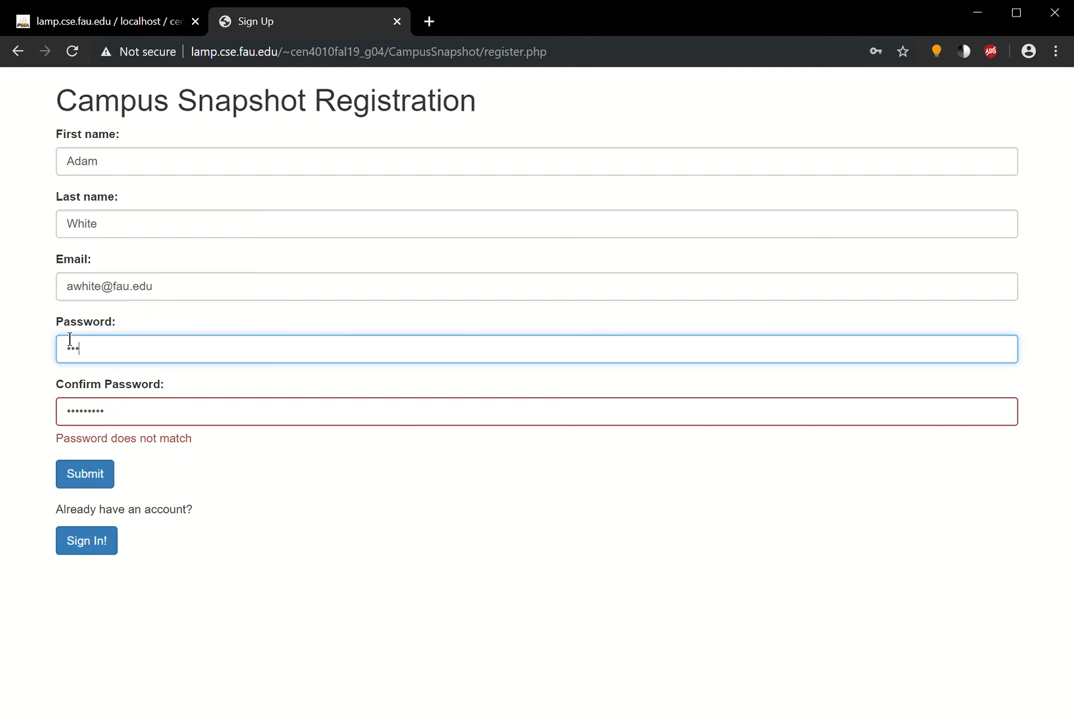 lamp.cse.fau.edu / localhost / cen
Sign Up
Not secure
lamp.cse.fau.edu/~cen4010fal19_g04/CampusSnapshot/register.php
Campus Snapshot Registration
First name:
Adam
Last name:
White
Email:
awhite@fau.edu
Password:
•••
Confirm Password:
•••••••••
Password does not match
Submit
Already have an account?
Sign In!